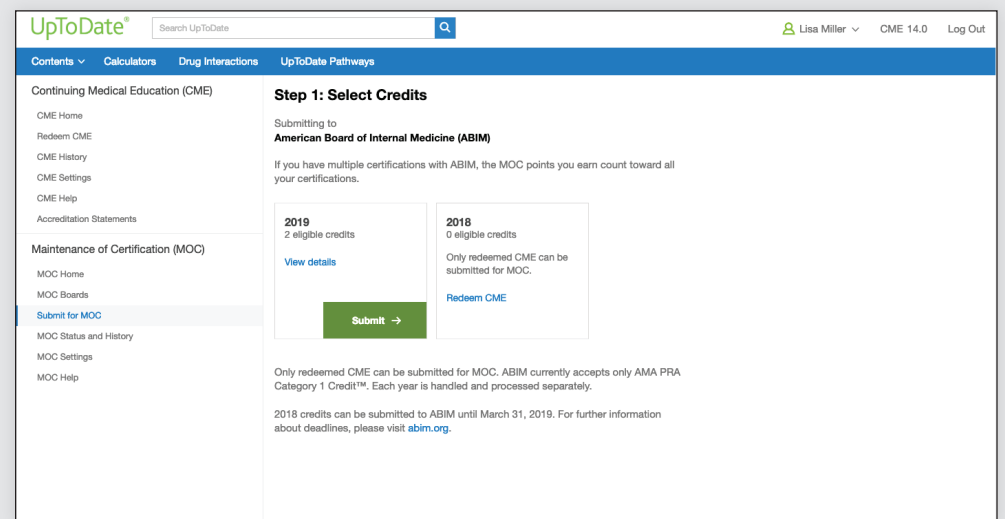 UpToDate®
Search UpToDate
Lisa Miller
CME 14.0
Log Out
Contents
Calculators
Drug Interactions
UpToDate Pathways
Continuing Medical Education (CME)
CME Home
Redeem CME
CME History
CME Settings
CME Help
Accreditation Statements
Maintenance of Certification (MOC)
MOC Home
MOC Boards
Submit for MOC
MOC Status and History
MOC Settings
MOC Help
Step 1: Select Credits
Submitting to
American Board of Internal Medicine (ABIM)
If you have multiple certifications with ABIM, the MOC points you earn count toward all
your certifications.
2019
2 eligible credits
View details
Submit →
2018
0 eligible credits
Only redeemed CME can be
submitted for MOC.
Redeem CME
Only redeemed CME can be submitted for MOC. ABIM currently accepts only AMA PRA
Category 1 Credit™. Each year is handled and processed separately.
2018 credits can be submitted to ABIM until March 31, 2019. For further information
about deadlines, please visit abim.org.